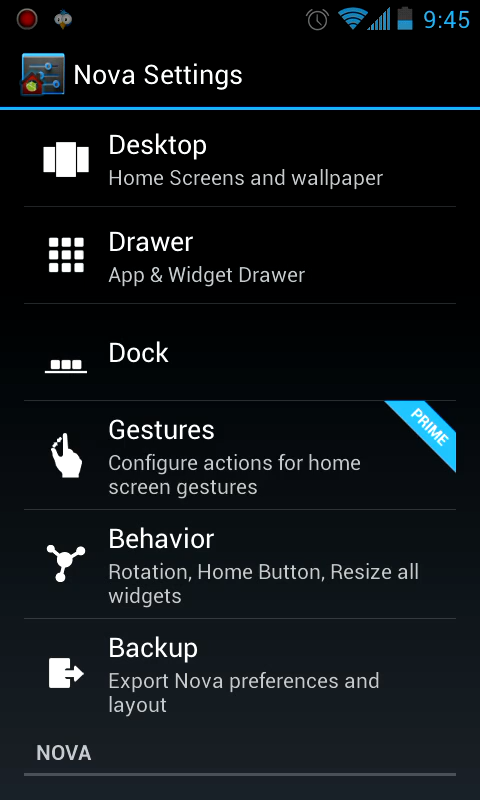 9:45
Nova Settings
Desktop
Home Screens and wallpaper
Drawer
App & Widget Drawer
Dock
Gestures
PRIME
Configure actions for home
screen gestures
Behavior
Rotation, Home Button, Resize all
widgets
Backup
Export Nova preferences and
layout
NOVA